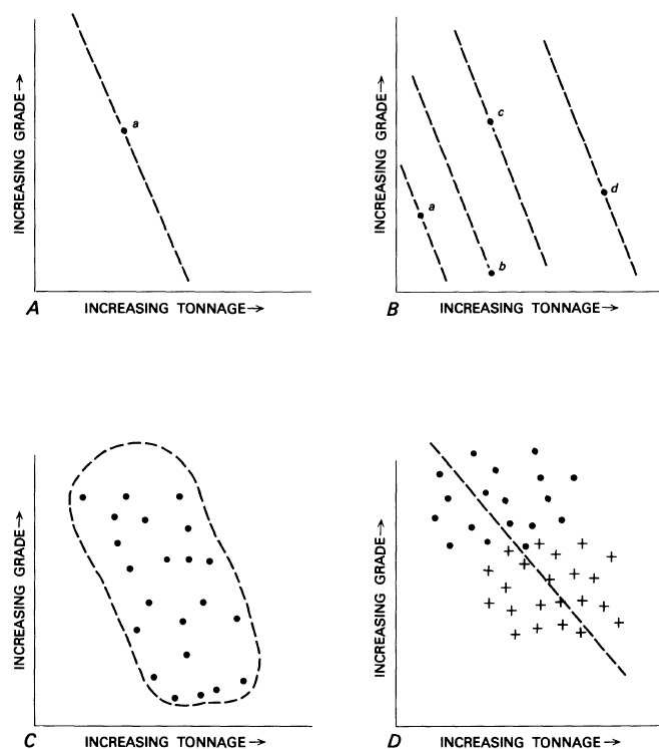 INCREASING GRADE→
a
A
INCREASING TONNAGE→
INCREASING GRADE→
a
b
c
d
B
INCREASING TONNAGE→
INCREASING GRADE→
C
INCREASING TONNAGE→
INCREASING GRADE→
D
INCREASING TONNAGE→